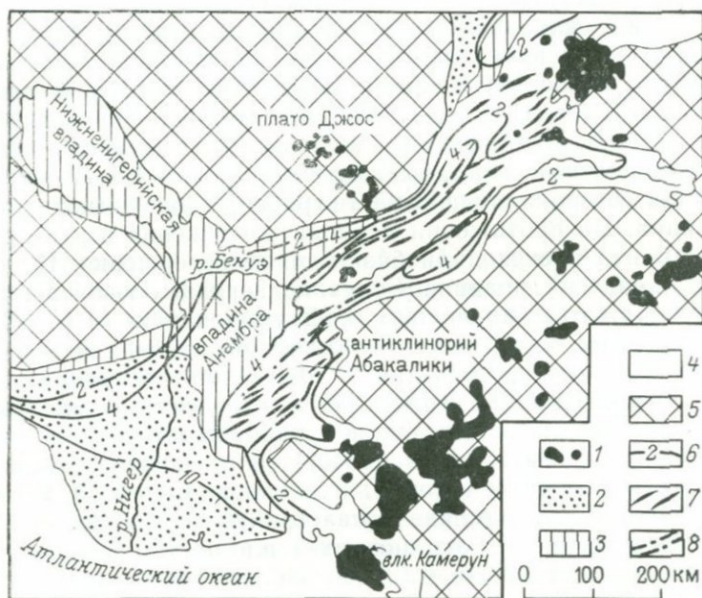 2
2
плато Джос
Нижненигерийская
впадина
4
2
2
4
р. Бенуэ
4
впадина
Анамбра
антиклинорий
Абакалики
4
2
4
10
2
р. Нигер
Атлантический океан
влк. Камерун
4
5
1
2
6
2
7
3
8
0 100 200 км